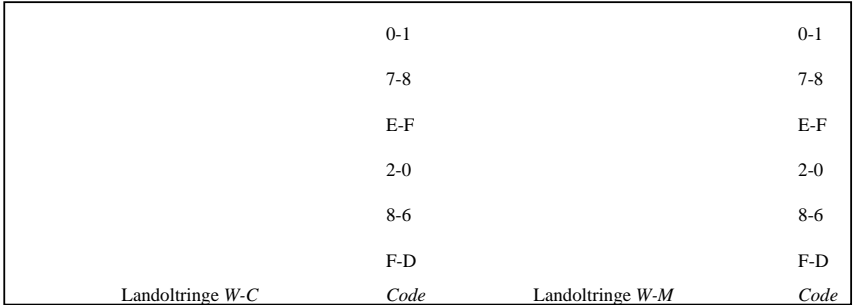 0-1 0-1
7-8 7-8
E-F E-F
2-0 2-0
8-6 8-6
F-D F-D
Landoltringe W-C Code Landoltringe W-M Code